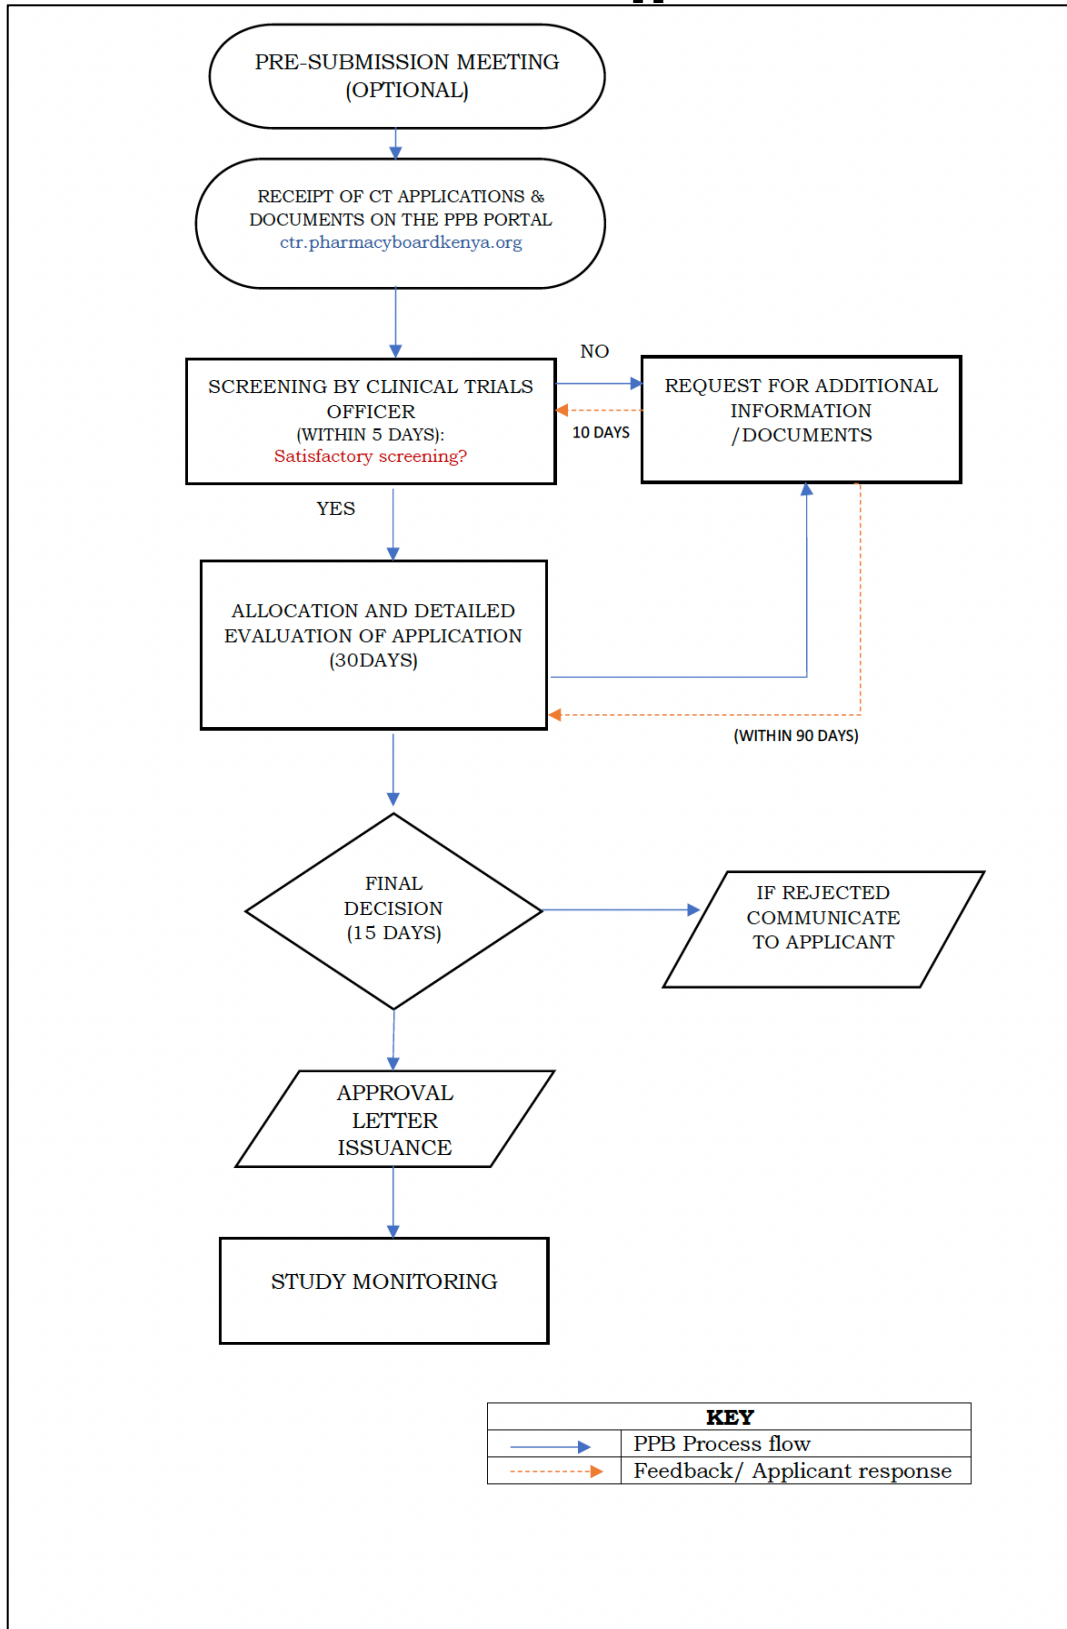 PRE-SUBMISSION MEETING
(OPTIONAL)
RECEIPT OF CT APPLICATIONS &
DOCUMENTS ON THE PPB PORTAL
ctr.pharmacyboardkenya.org
SCREENING BY CLINICAL TRIALS
OFFICER
(WITHIN 5 DAYS):
Satisfactory screening?
NO
10 DAYS
REQUEST FOR ADDITIONAL
INFORMATION
/DOCUMENTS
YES
ALLOCATION AND DETAILED
EVALUATION OF APPLICATION
(30DAYS)
(WITHIN 90 DAYS)
FINAL
DECISION
(15 DAYS)
IF REJECTED
COMMUNICATE
TO APPLICANT
APPROVAL
LETTER
ISSUANCE
STUDY MONITORING
KEY
PPB Process flow
Feedback/ Applicant response